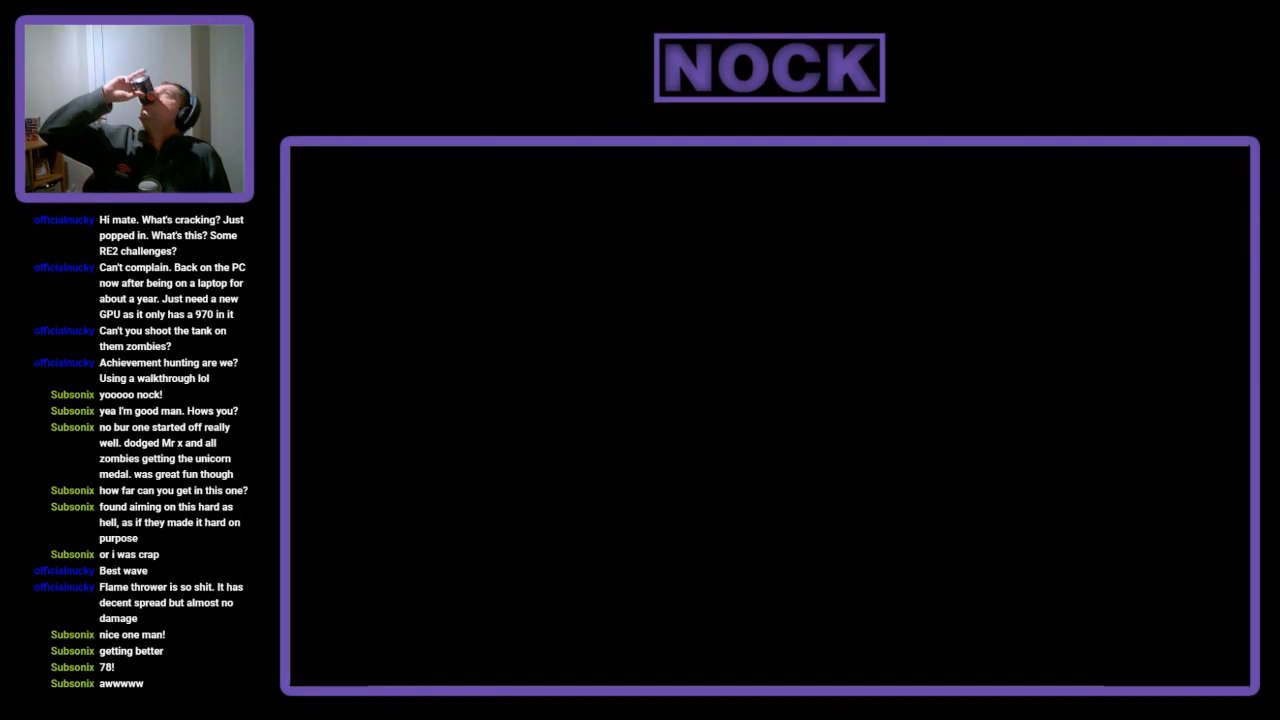 NOCK
officialnucky Hi mate. What's cracking? Just
popped in. What's this? Some
RE2 challenges?
officialnucky Can't complain. Back on the PC
now after being on a laptop for
about a year. Just need a new
GPU as it only has a 970 in it
officialnucky Can't you shoot the tank on
them zombies?
officialnucky Achievement hunting are we?
Using a walkthrough lol
Subsonix yooooo nock!
Subsonix yea I'm good man. Hows you?
Subsonix no bur one started off really
well. dodged Mr x and all
zombies getting the unicorn
medal. was great fun though
Subsonix how far can you get in this one?
Subsonix found aiming on this hard as
hell, as if they made it hard on
purpose
Subsonix or i was crap
officialnucky Best wave
officialnucky Flame thrower is so shit. It has
decent spread but almost no
damage
Subsonix nice one man!
Subsonix getting better
Subsonix 78!
Subsonix awwwww